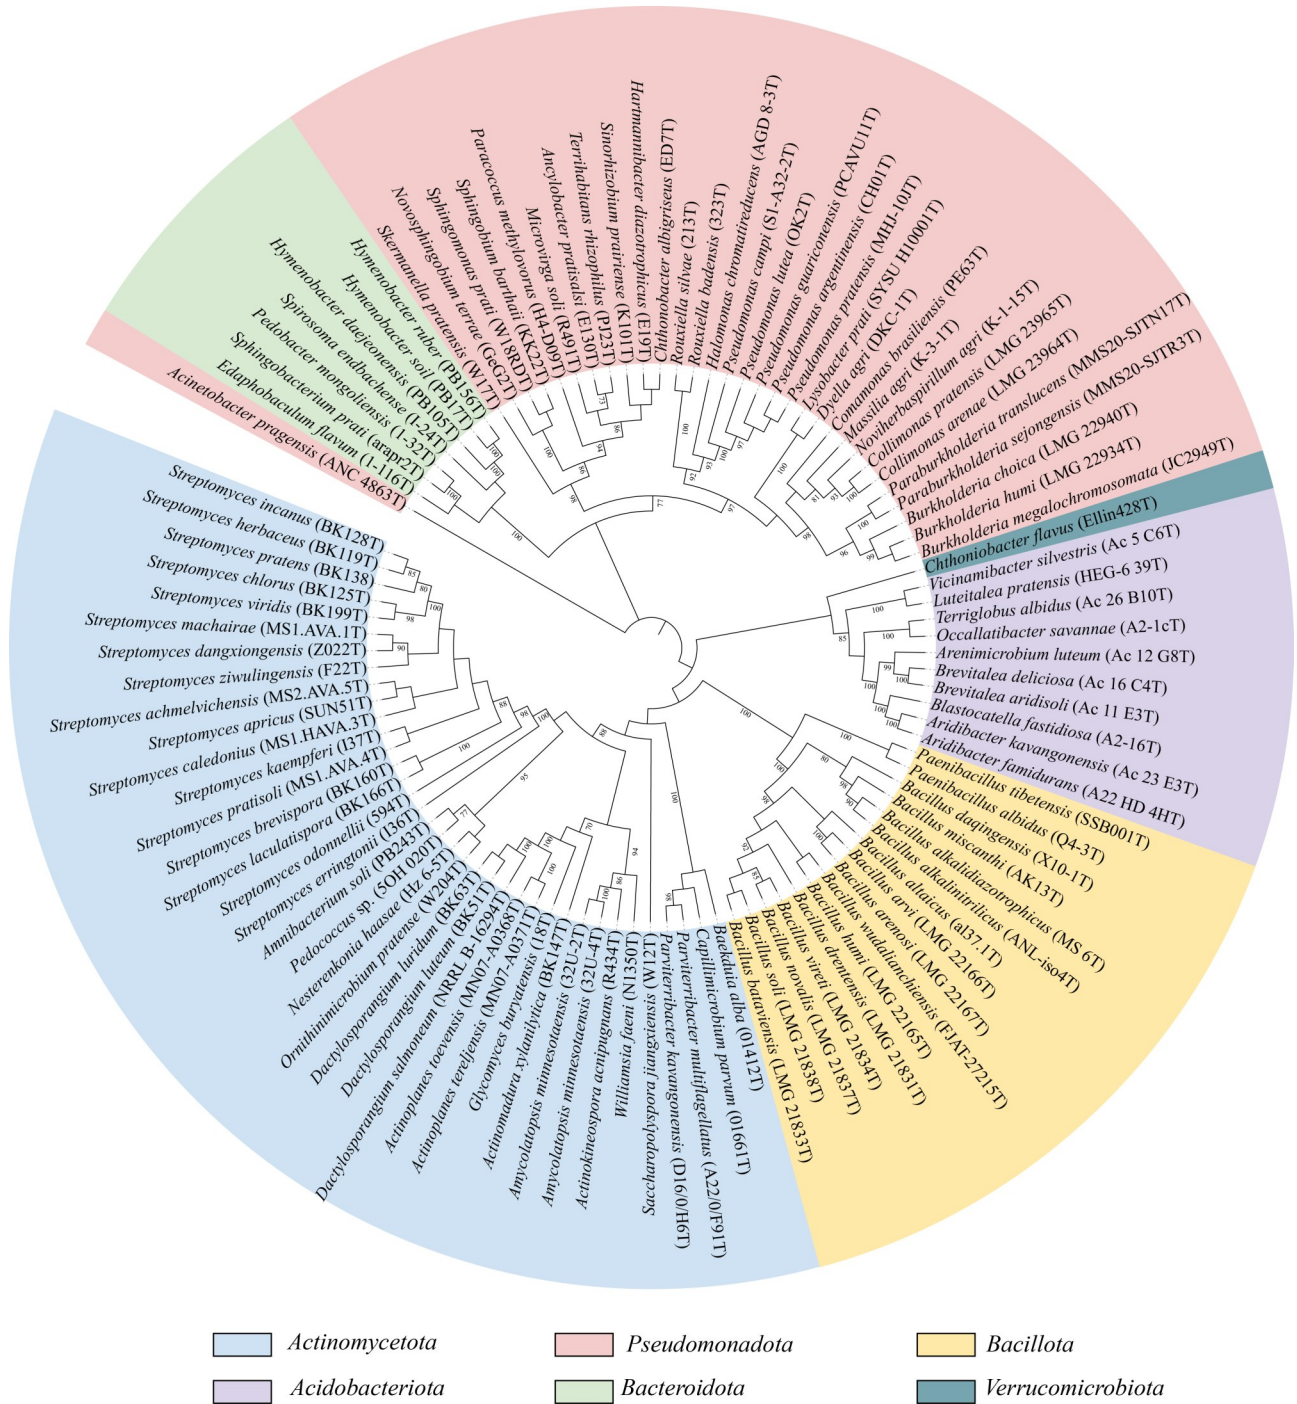 Acinetobacter pragensis (ANC 4863T)
Edaphobaculum flavum (1-116T)
Sphingobacterium prati (arapr2T)
Pedobacter mongoliensis (1-32T)
Spirosoma endbachense (I-24T)
Hymenobacter daejeonensis (PB105T)
Hymenobacter soil (PB17T)
Hymenobacter ruber (PB156T)
Skermanella pratensis (W17T)
Novosphingobium terrae (GeG2T)
Sphingomonas prati (W18RDT)
Sphingobium barthaii (KK22T)
Paracoccus methylovorus (H4-D09T)
Microvirga soli (R491T)
Ancylobacter pratisalsi (E130T)
Terrihabitans rhizophilus (PJ23T)
Sinorhizobium prairiense (K101T)
Hartmannibacter diazotrophicus (E19T)
Chthonobacter albigriseus (ED7T)
Rouxiella silvae (213T)
Rouxiella badensis (323T)
Halomonas chromatireducens (AGD 8-3T)
Pseudomonas campi (S1-A32-2T)
Pseudomonas lutea (OK2T)
Pseudomonas guariconensis (PCAVU11T)
Pseudomonas argentinensis (CH01T)
Pseudomonas pratensis (MHJ-10JT)
Lysobacter prati (SYSU H10001T)
Dyella agri (DKC-1T)
Comamonas brasiliensis (PE63T)
Massilia agri (K-3-1T)
Noviherbaspirillum agri (K-1-15T)
Collimonas pratensis (LMG 23965T)
Collimonas arenae (LMG 23964T)
Paraburkholderia translucens (MMS20-SJTN17T)
Paraburkholderia sejongensis (MMS20-SJTR3T)
Burkholderia choica (LMG 22940T)
Burkholderia humi (LMG 22934T)
Burkholderia megalochromosomata (JC2949T)
Chthoniobacter flavus (Ellin428T)
Vicinamibacter silvestris (Ac 5 C6T)
Luteitalea pratensis (HEG-6 39T)
Terriglobus albidus (Ac 26 B10T)
Occallatibacter savannae (A2-1cT)
Arenimicrobium luteum (Ac 12 G8T)
Brevitalea deliciosa (Ac 16 C4T)
Brevitalea aridisoli (Ac 11 E3T)
Blastocatella fastidiosa (A2-16T)
Aridibacter kavangonensis (Ac 23 E3T)
Aridibacter famidurans (A22 HD 4HT)
Paenibacillus tibetensis (SSB001T)
Paenibacillus albidus (Q4-3T)
Bacillus daqingensis (X10-1T)
Bacillus miscanthi (AK13T)
Bacillus alkalidiazotrophicus (MS 6T)
Bacillus alkalinitrilicus (ANL-iso4T)
Bacillus altaicus (al37.1T)
Bacillus arvi (LMG 22166T)
Bacillus arenosi (LMG 22167T)
Bacillus wudalianchiensis (FJAT-27215T)
Bacillus humi (LMG 22165T)
Bacillus drentensis (LMG 21831T)
Bacillus vireti (LMG 21834T)
Bacillus novalis (LMG 21837T)
Bacillus soli (LMG 21838T)
Bacillus bataviensis (LMG 21833T)
Baekduia alba (01412T)
Capillimicrobium parvum (01661T)
Parviterribacter multiflagellatus (A22/0/F91T)
Parviterribacter kavangonensis (D16/0/H6T)
Saccharopolyspora jiangxiensis (W12T)
Williamsia faeni (N1350T)
Actinokineospora acnipugnans (R434T)
Amycolatopsis minnesotaensis (32U-4T)
Amycolatopsis minnesotaensis (32U-2T)
Actinomadura xylanilytica (BK147T)
Glycomyces buryatensis (18T)
Actinoplanes tereljensis (MN07-A0371T)
Actinoplanes toevensis (MN07-A0368T)
Dactylosporangium salmoneum (NRRL B-16294T)
Dactylosporangium luteum (BK51T)
Dactylosporangium luridum (BK63T)
Ornithinimicrobium pratense (W204T)
Nesterenkonia haasae (Hz 6-5T)
Pedococcus sp. (5OH 020T)
Amnibacterium soli (PB243T)
Streptomyces erringtonii (I36T)
Streptomyces odonnellii (594T)
Streptomyces laculatispora (BK166T)
Streptomyces brevispora (BK160T)
Streptomyces pratisoli (MS1.AVA.4T)
Streptomyces kaempferi (I37T)
Streptomyces caledonius (MS1.HAVA.3T)
Streptomyces apricus (SUN51T)
Streptomyces achmelvichensis (MS2.AVA.5T)
Streptomyces ziwulingensis (F22T)
Streptomyces dangxiongensis (Z022T)
Streptomyces machairae (MS1.AVA.1T)
Streptomyces viridis (BK199T)
Streptomyces chlorus (BK125T)
Streptomyces pratens (BK138)
Streptomyces herbaceus (BK119T)
Streptomyces incanus (BK128T)
Actinomycetota
Pseudomonadota
Bacillota
Acidobacteriota
Bacteroidota
Verrucomicrobiota